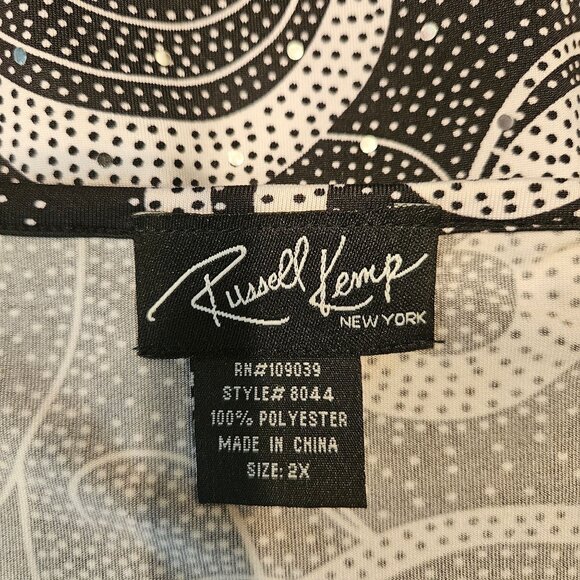 Russell Kemp
NEW YORK
RN#109039
STYLE# 8044
100% POLYESTER
MADE IN CHINA
SIZE: 2X